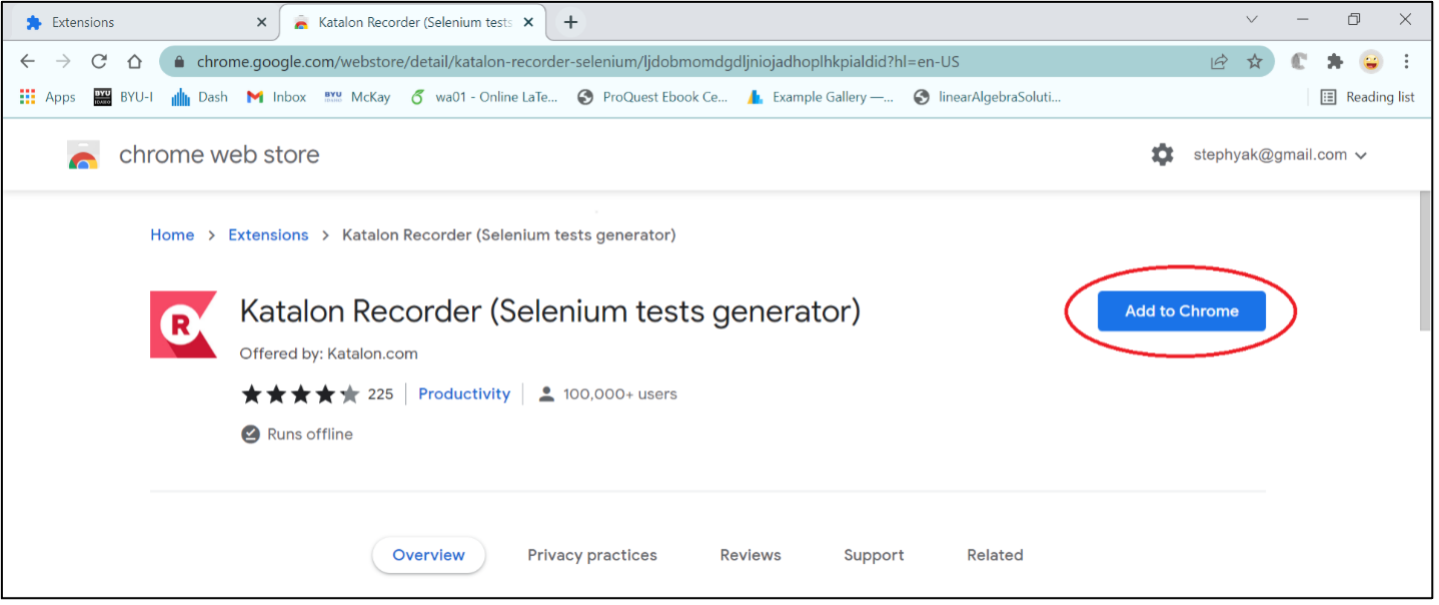 Extensions
Katalon Recorder (Selenium tests
chrome.google.com/webstore/detail/katalon-recorder-selenium/ljdobmomdgdljniojadhoplhkpialdid?hl=en-US
Apps BYU-I Dash Inbox McKay wa01 - Online LaTe... ProQuest Ebook Ce... Example Gallery —... linearAlgebraSoluti... Reading list
chrome web store
stephyak@gmail.com
Home > Extensions > Katalon Recorder (Selenium tests generator)
R
Katalon Recorder (Selenium tests generator)
Add to Chrome
Offered by: Katalon.com
225 Productivity 100,000+ users
Runs offline
Overview Privacy practices Reviews Support Related